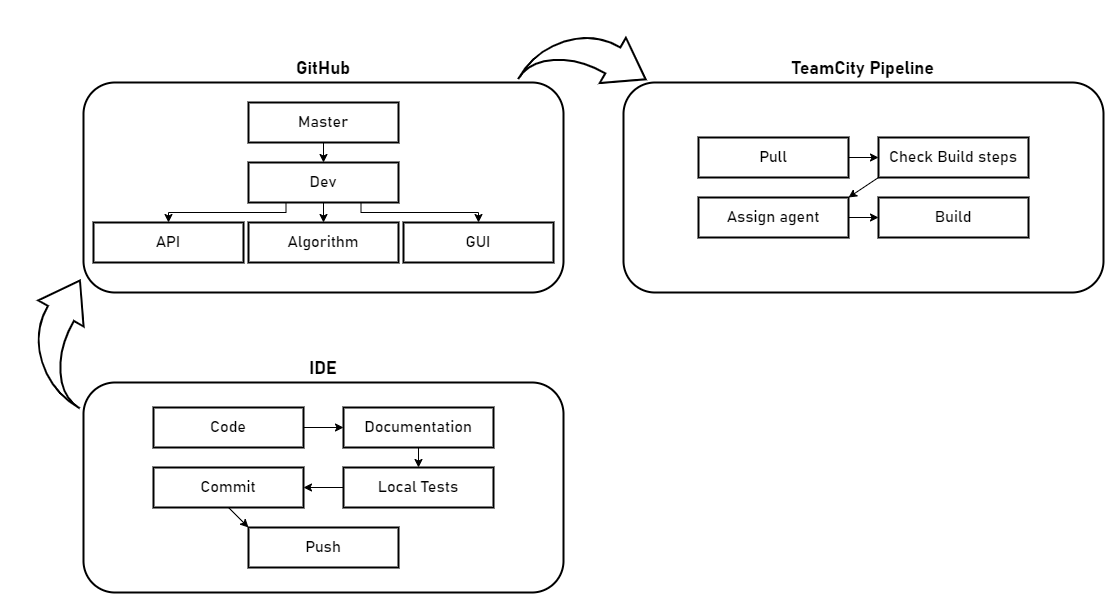 GitHub
Master
Dev
API
Algorithm
GUI
TeamCity Pipeline
Pull
Check Build steps
Assign agent
Build
IDE
Code
Documentation
Commit
Local Tests
Push